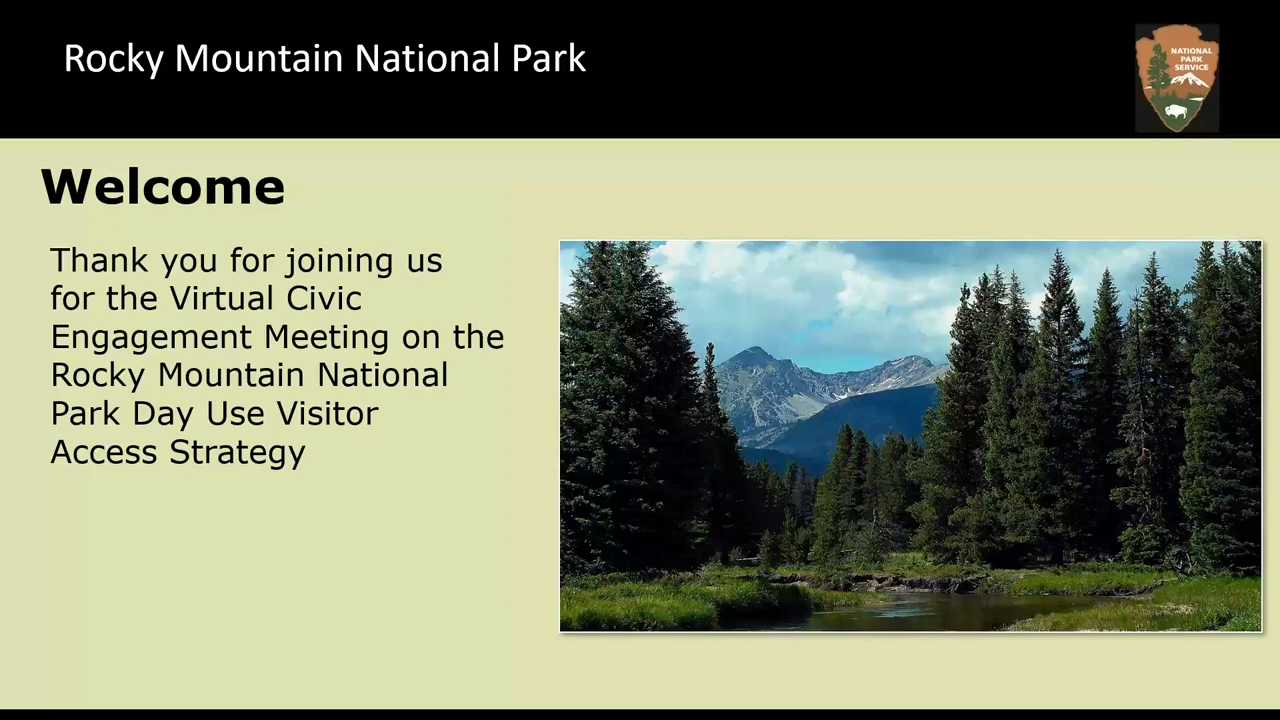 Rocky Mountain National Park
NATIONAL
PARK
SERVICE
Welcome
Thank you for joining us
for the Virtual Civic
Engagement Meeting on the
Rocky Mountain National
Park Day Use Visitor
Access Strategy